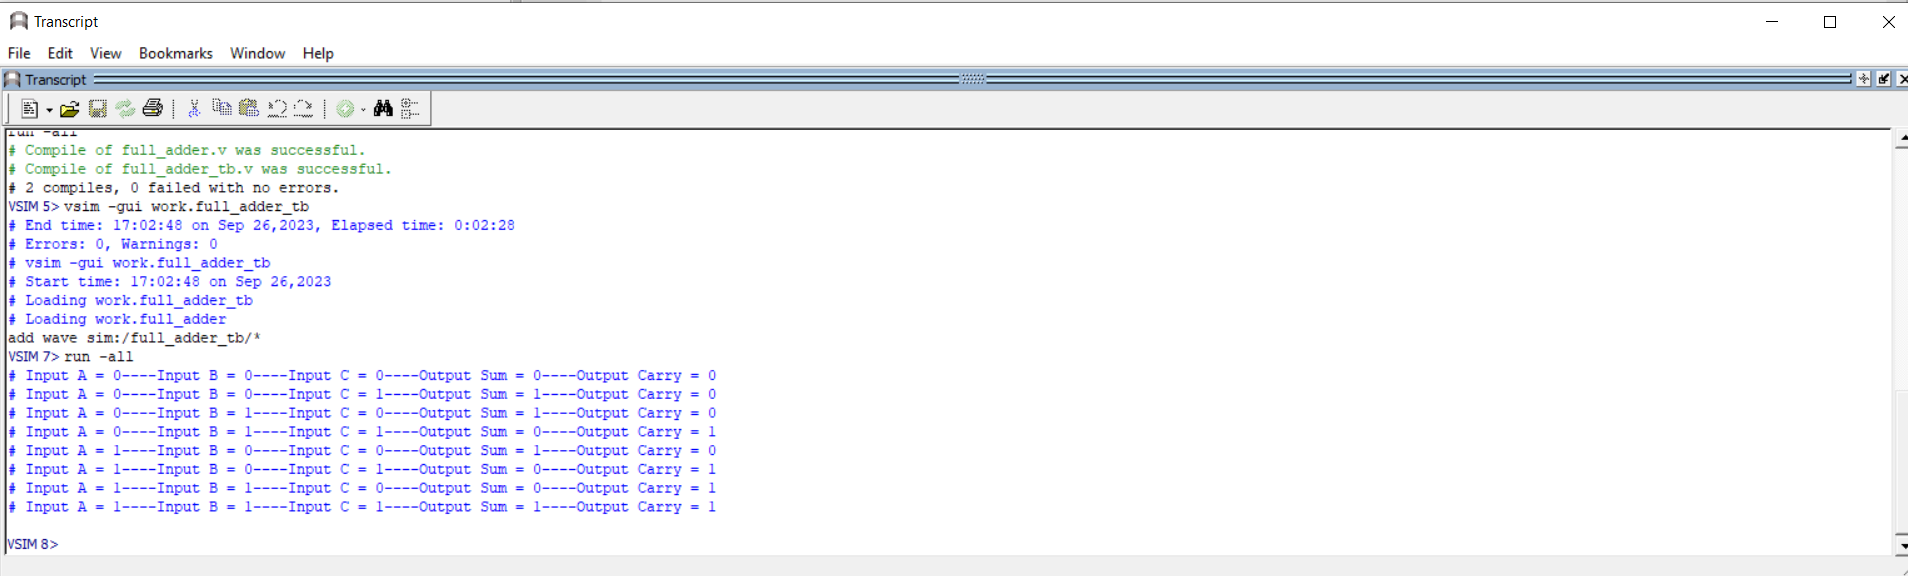 Transcript
File Edit View Bookmarks Window Help
Transcript
run -all
# Compile of full_adder.v was successful.
# Compile of full_adder_tb.v was successful.
# 2 compiles, 0 failed with no errors.
VSIM 5> vsim -gui work.full_adder_tb
# End time: 17:02:48 on Sep 26,2023, Elapsed time: 0:02:28
# Errors: 0, Warnings: 0
# vsim -gui work.full_adder_tb
# Start time: 17:02:48 on Sep 26,2023
# Loading work.full_adder_tb
# Loading work.full_adder
add wave sim:/full_adder_tb/*
VSIM 7> run -all
# Input A = 0----Input B = 0----Input C = 0----Output Sum = 0----Output Carry = 0
# Input A = 0----Input B = 0----Input C = 1----Output Sum = 1----Output Carry = 0
# Input A = 0----Input B = 1----Input C = 0----Output Sum = 1----Output Carry = 0
# Input A = 0----Input B = 1----Input C = 1----Output Sum = 0----Output Carry = 1
# Input A = 1----Input B = 0----Input C = 0----Output Sum = 1----Output Carry = 0
# Input A = 1----Input B = 0----Input C = 1----Output Sum = 0----Output Carry = 1
# Input A = 1----Input B = 1----Input C = 0----Output Sum = 0----Output Carry = 1
# Input A = 1----Input B = 1----Input C = 1----Output Sum = 1----Output Carry = 1
VSIM 8>